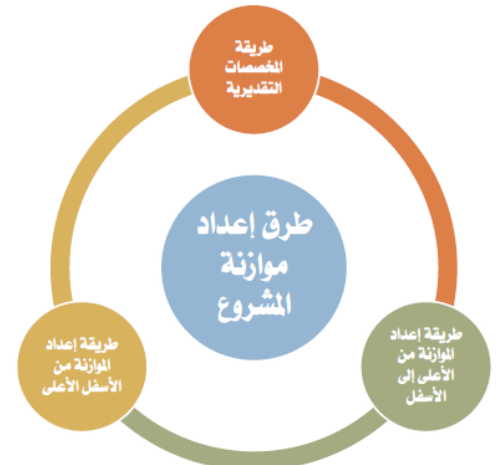 طريقة
المخصصات
التقديرية
طرق إعداد
موازنة
المشروع
طريقة إعداد
الموازنة من
الأعلى إلى
الأسفل
طريقة إعداد
الموازنة من
الأسفل الأعلى